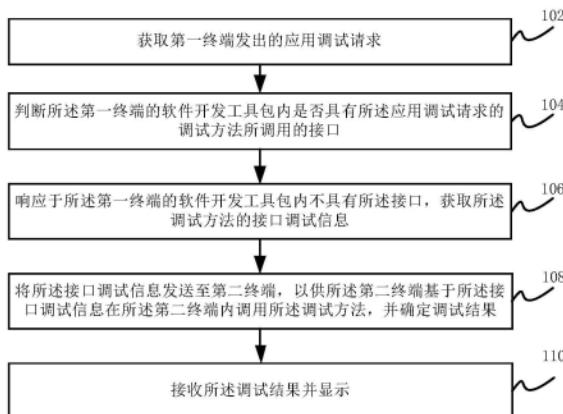 102
获取第一终端发出的应用调试请求
104
判断所述第一终端的软件开发工具包内是否具有所述应用调试请求的
调试方法所调用的接口
106
响应于所述第一终端的软件开发工具包内不具有所述接口，获取所述
调试方法的接口调试信息
108
将所述接口调试信息发送至第二终端，以供所述第二终端基于所述接
口调试信息在所述第二终端内调用所述调试方法，并确定调试结果
110
接收所述调试结果并显示